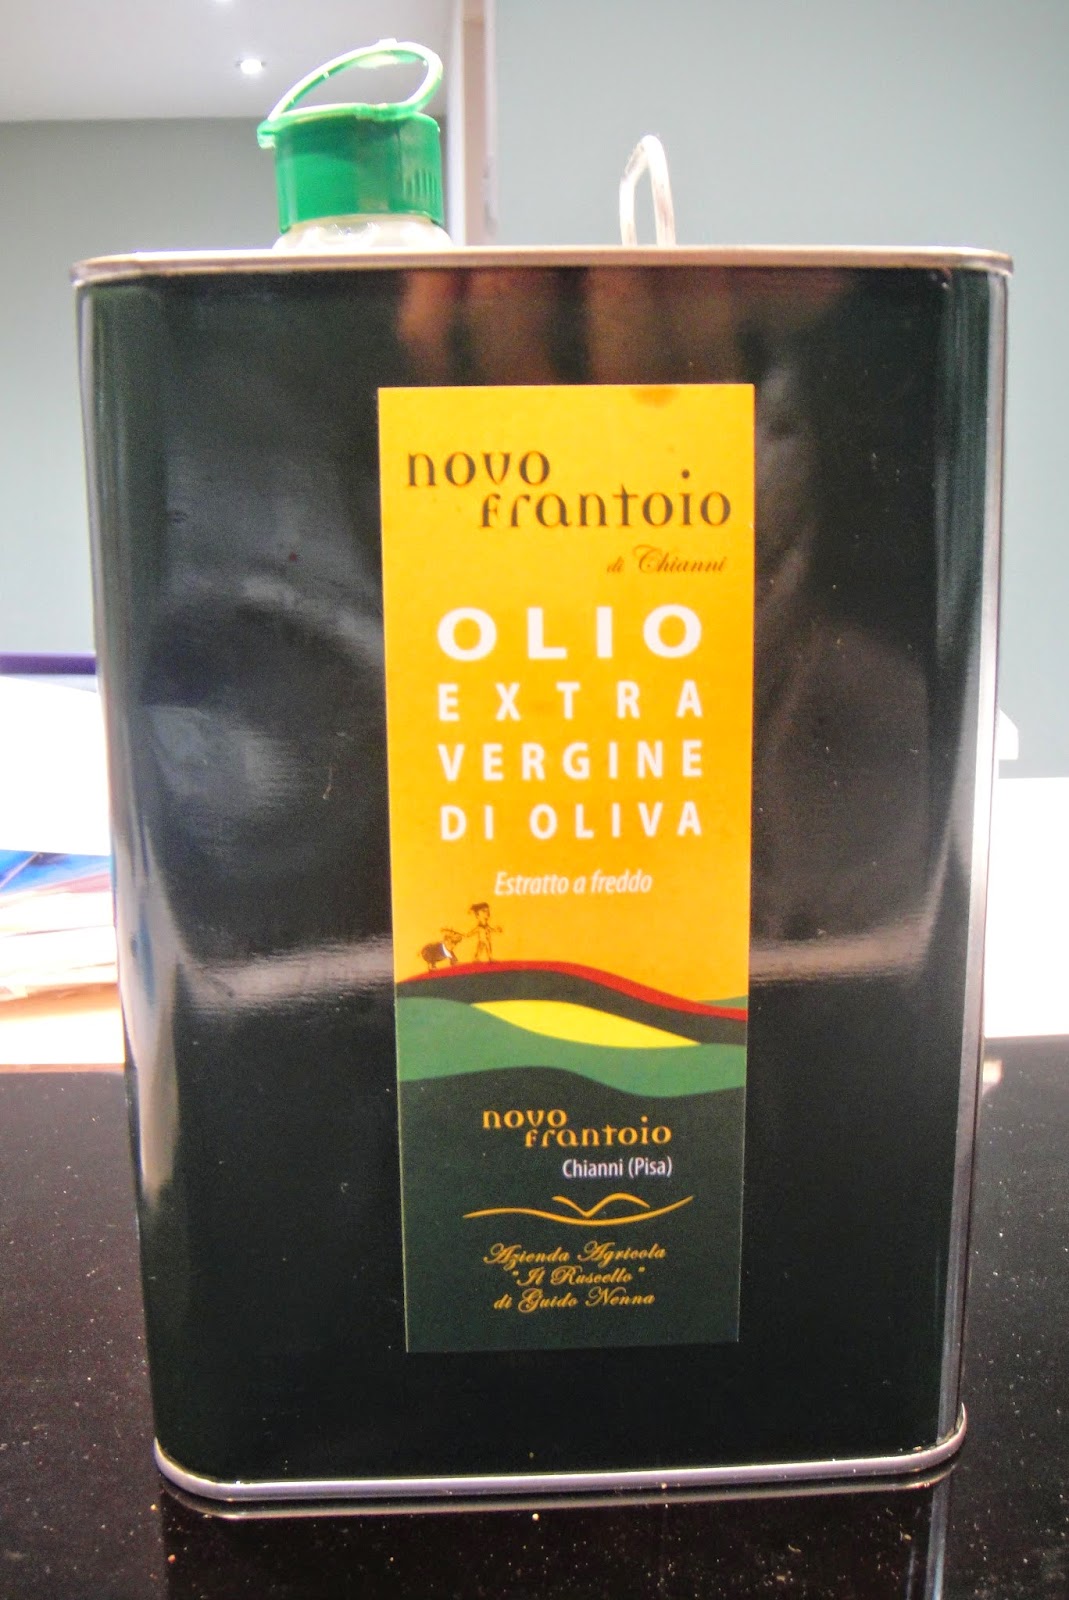 novo
frantoio
di Chianni
OLIO
EXTRA
VERGINE
DI OLIVA
Estratto a freddo
novo
frantoio
Chianni (Pisa)
Azienda Agricola
"Il Ruscello"
di Guido Nenna